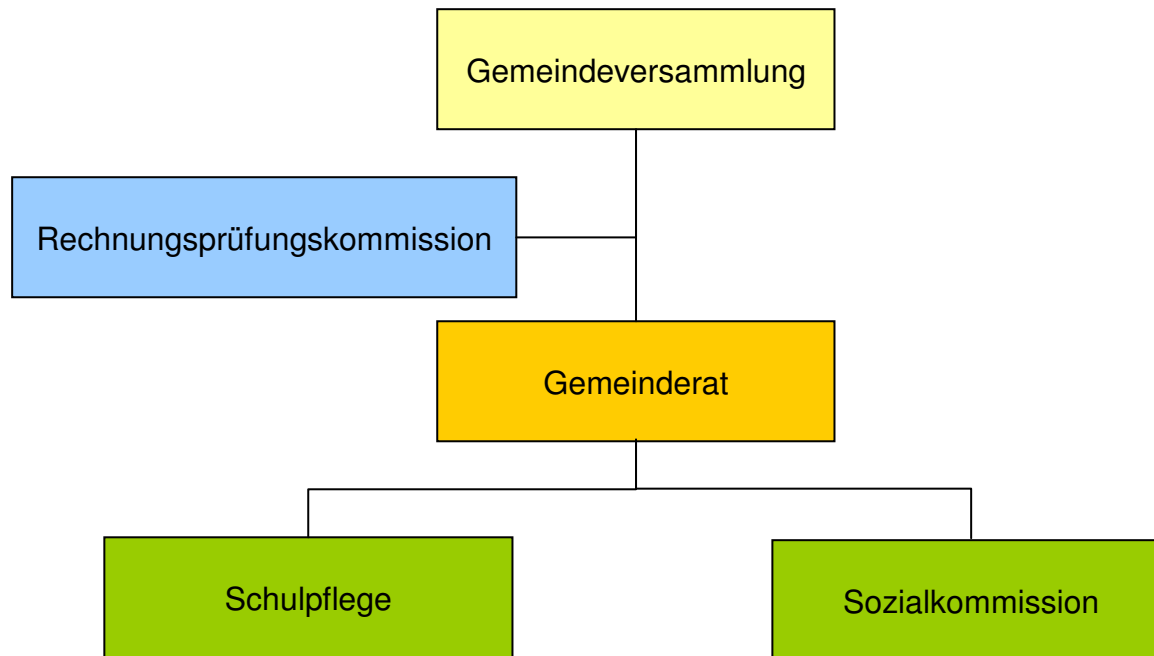 Gemeindeversammlung
Rechnungsprüfungskommission
Gemeinderat
Schulpflege
Sozialkommission